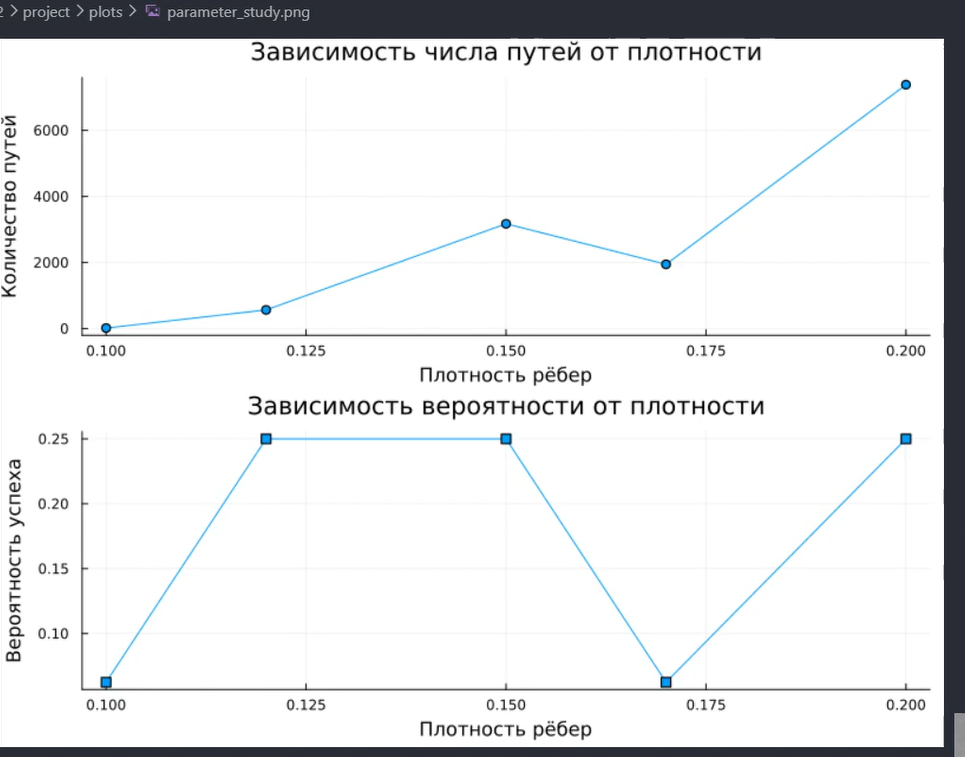 2 > project > plots > parameter_study.png
Зависимость числа путей от плотности
Количество путей
6000
4000
2000
0
0.100 0.125 0.150 0.175 0.200
Плотность рёбер
Зависимость вероятности от плотности
Вероятность успеха
0.25
0.20
0.15
0.10
0.100 0.125 0.150 0.175 0.200
Плотность рёбер